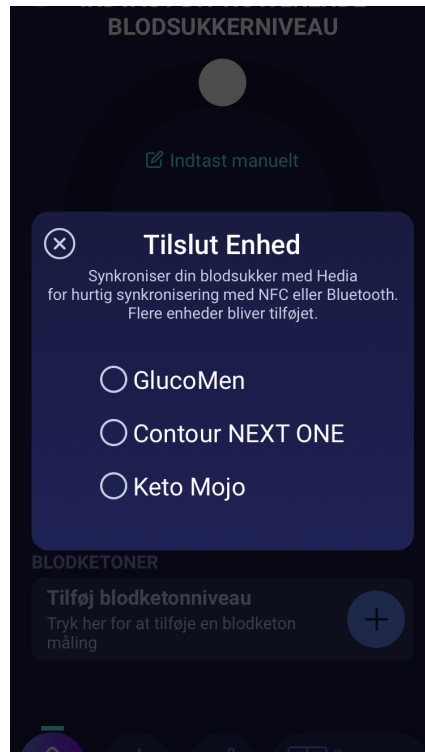 BLODSUKKERNIVEAU
Indtast manuelt
Tilslut Enhed
Synkroniser din blodsukker med Hedia
for hurtig synkronisering med NFC eller Bluetooth.
Flere enheder bliver tilføjet.
GlucoMen
Contour NEXT ONE
Keto Mojo
BLODKETONER
Tilføj blodketonniveau
Tryk her for at tilføje en blodketon
måling